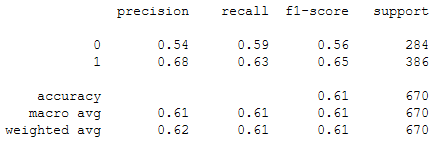 precision recall f1-score support
0 0.54 0.59 0.56 284
1 0.68 0.63 0.65 386
accuracy 0.61 670
macro avg 0.61 0.61 0.61 670
weighted avg 0.62 0.61 0.61 670